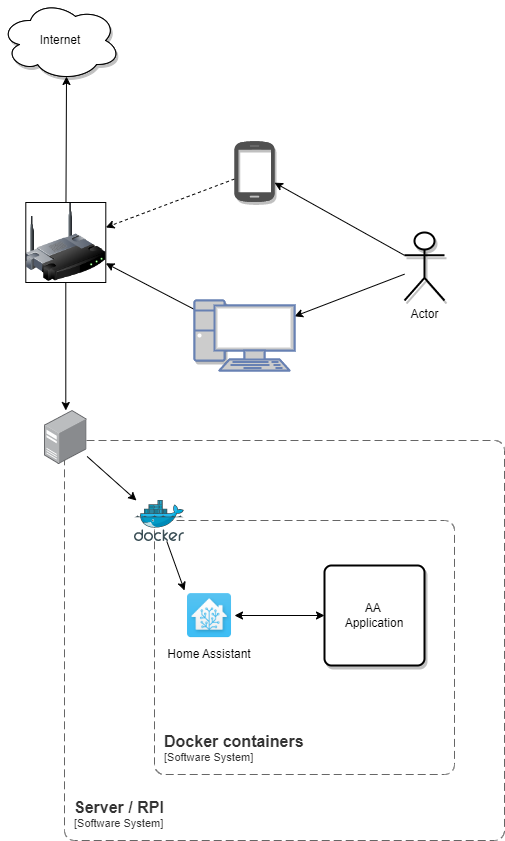 Internet
Actor
docker
Home Assistant
AA
Application
Docker containers
[Software System]
Server / RPI
[Software System]